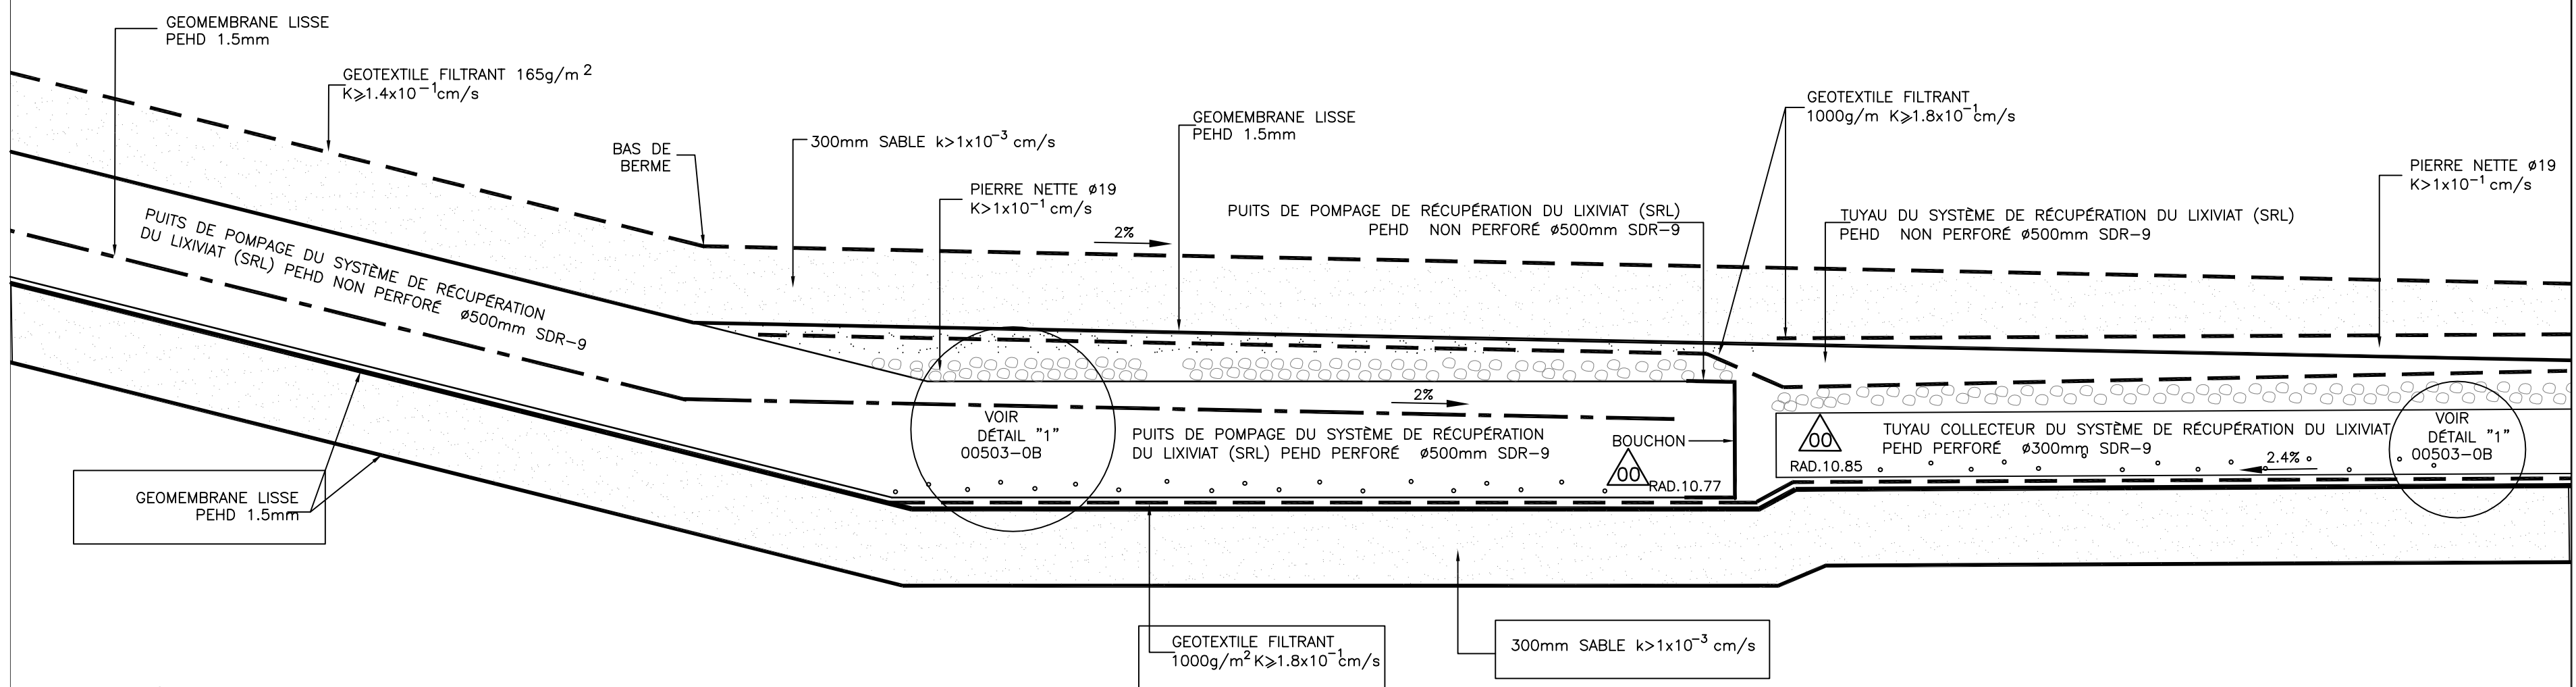 GEOMEMBRANE LISSE
PEHD 1.5mm
GEOTEXTILE FILTRANT 165g/m²
K⩾1.4x10⁻¹cm/s
BAS DE
BERME
300mm SABLE k>1x10⁻³ cm/s
GEOMEMBRANE LISSE
PEHD 1.5mm
GEOTEXTILE FILTRANT
1000g/m K⩾1.8x10⁻¹cm/s
PIERRE NETTE ø19
K>1x10⁻¹ cm/s
PIERRE NETTE ø19
K>1x10⁻¹ cm/s
PUITS DE POMPAGE DE RÉCUPÉRATION DU LIXIVIAT (SRL)
PEHD NON PERFORÉ ø500mm SDR-9
TUYAU DU SYSTÈME DE RÉCUPÉRATION DU LIXIVIAT (SRL)
PEHD NON PERFORÉ ø500mm SDR-9
2%
PUITS DE POMPAGE DU SYSTÈME DE RÉCUPÉRATION
DU LIXIVIAT (SRL) PEHD NON PERFORÉ ø500mm SDR-9
2%
VOIR
DÉTAIL "1"
00503-0B
PUITS DE POMPAGE DU SYSTÈME DE RÉCUPÉRATION
DU LIXIVIAT (SRL) PEHD PERFORÉ ø500mm SDR-9
BOUCHON
00
RAD.10.77
00
RAD.10.85
TUYAU COLLECTEUR DU SYSTÈME DE RÉCUPÉRATION DU LIXIVIAT
PEHD PERFORÉ ø300mm SDR-9
2.4%
VOIR
DÉTAIL "1"
00503-0B
GEOMEMBRANE LISSE
PEHD 1.5mm
GEOTEXTILE FILTRANT
1000g/m² K⩾1.8x10⁻¹cm/s
300mm SABLE k>1x10⁻³ cm/s